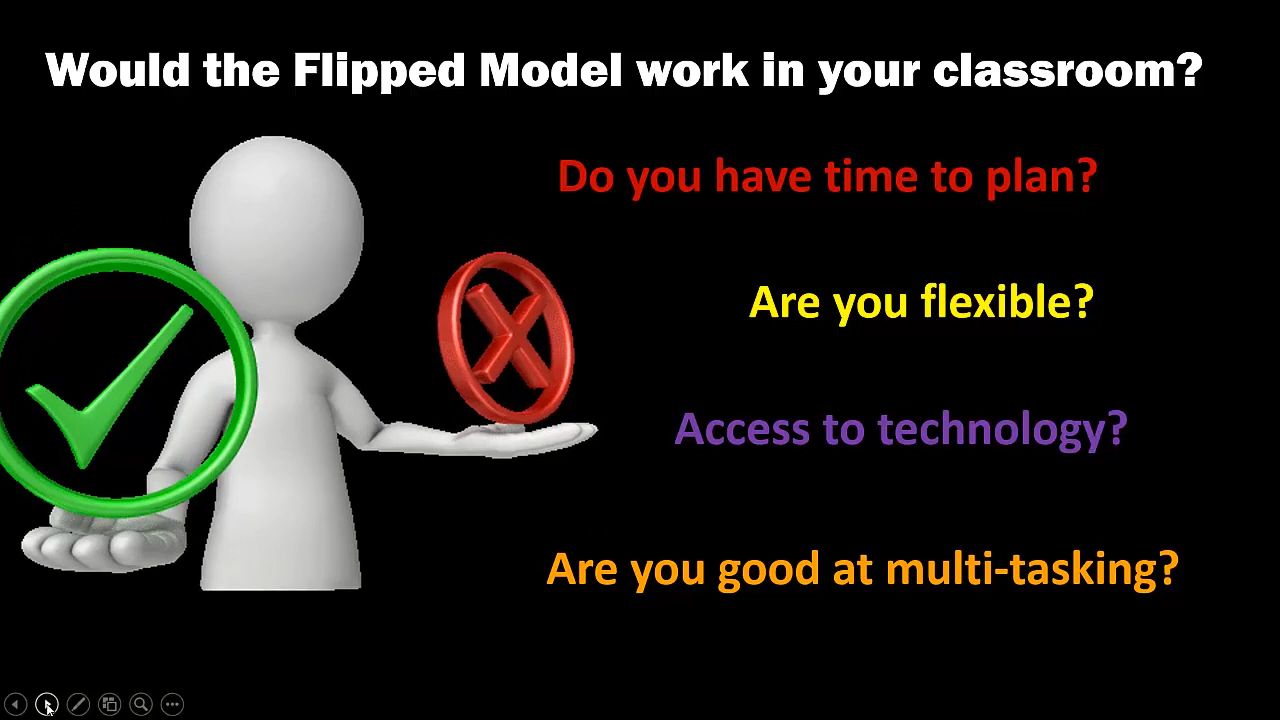 Would the Flipped Model work in your classroom?
Do you have time to plan?
Are you flexible?
Access to technology?
Are you good at multi-tasking?